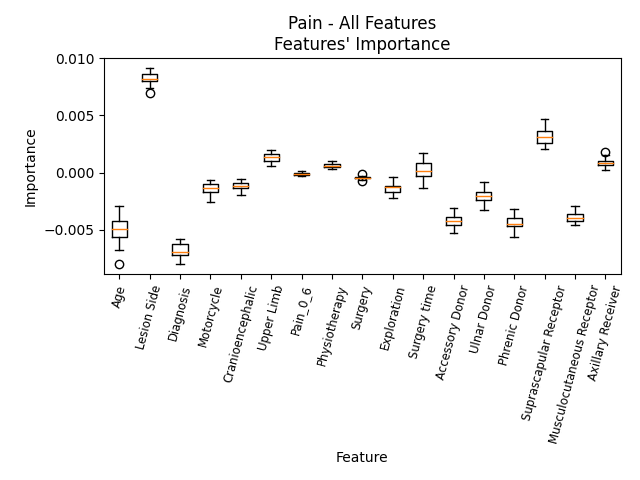 Pain - All Features
Features' Importance
Importance
0.010
0.005
0.000
−0.005
Age
Lesion Side
Diagnosis
Motorcycle
Cranioencephalic
Upper Limb
Pain_0_6
Physiotherapy
Surgery
Exploration
Surgery time
Accessory Donor
Ulnar Donor
Phrenic Donor
Suprascapular Receptor
Musculocutaneous Receptor
Axillary Receiver
Feature